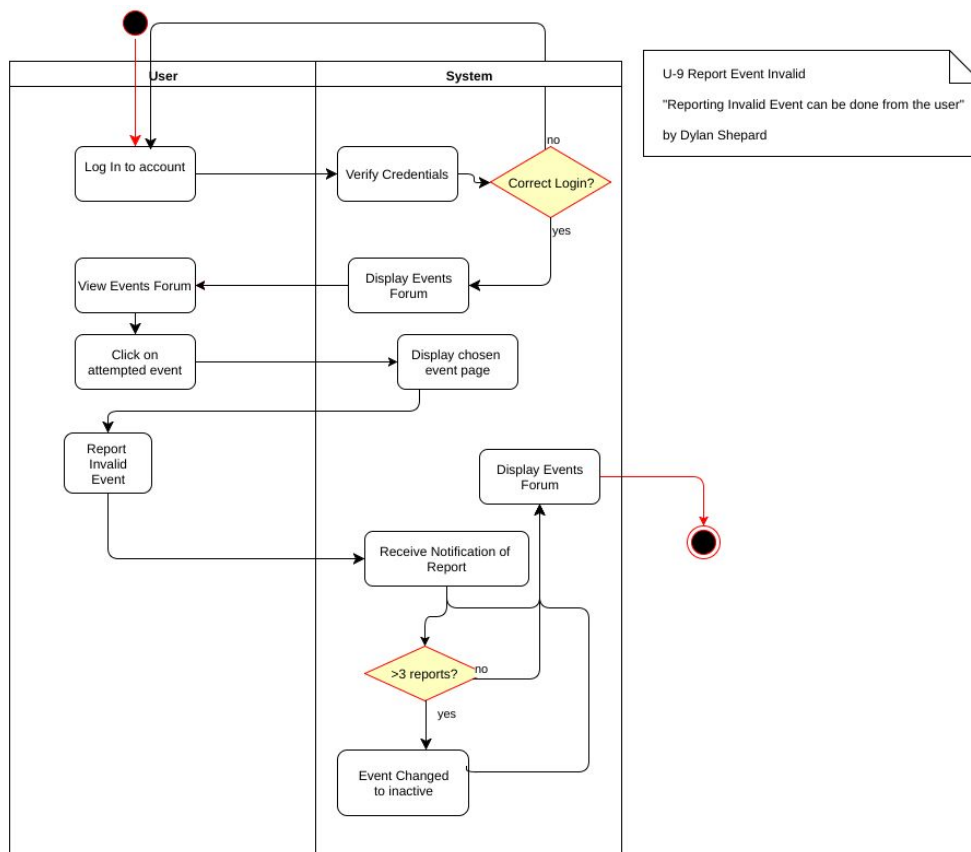 User
System
U-9 Report Event Invalid
"Reporting Invalid Event can be done from the user"
by Dylan Shepard
Log In to account
Verify Credentials
no
Correct Login?
yes
View Events Forum
Display Events
Forum
Click on
attempted event
Display chosen
event page
Report
Invalid
Event
Display Events
Forum
Receive Notification of
Report
>3 reports?
no
yes
Event Changed
to inactive